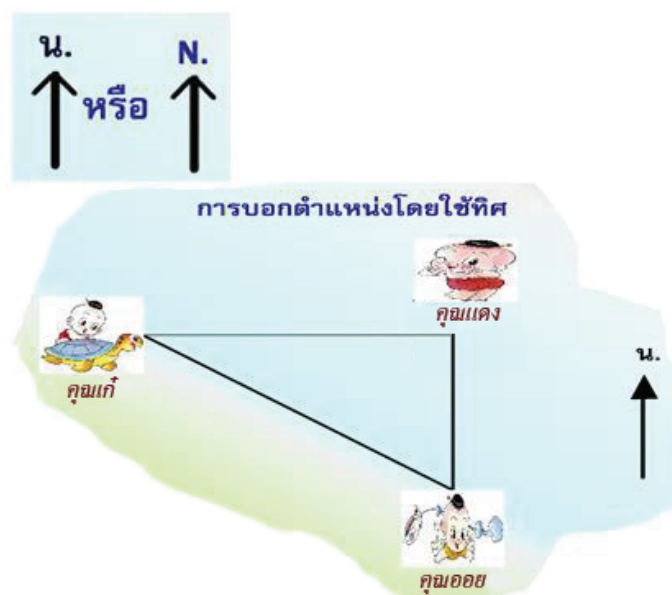 น. หรือ N.
การบอกตำแหน่งโดยใช้ทิศ
คุณแดง
คุณเก๋
น.
คุณออย